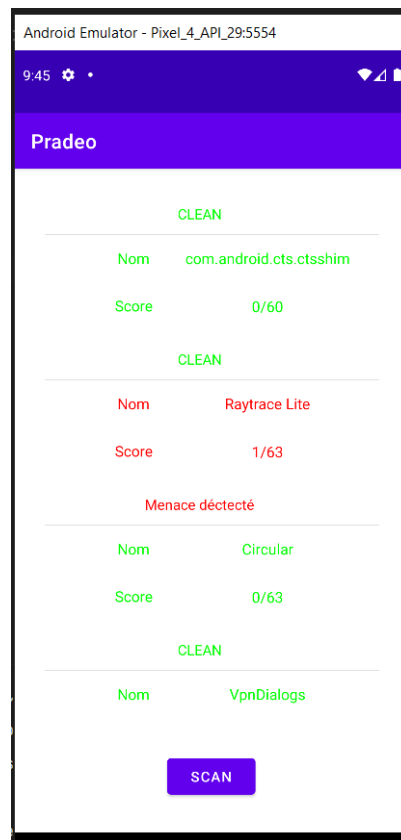 Android Emulator - Pixel_4_API_29:5554
9:45
Pradeo
CLEAN
Nom com.android.cts.ctsshim
Score 0/60
CLEAN
Nom Raytrace Lite
Score 1/63
Menace déctecté
Nom Circular
Score 0/63
CLEAN
Nom VpnDialogs
SCAN